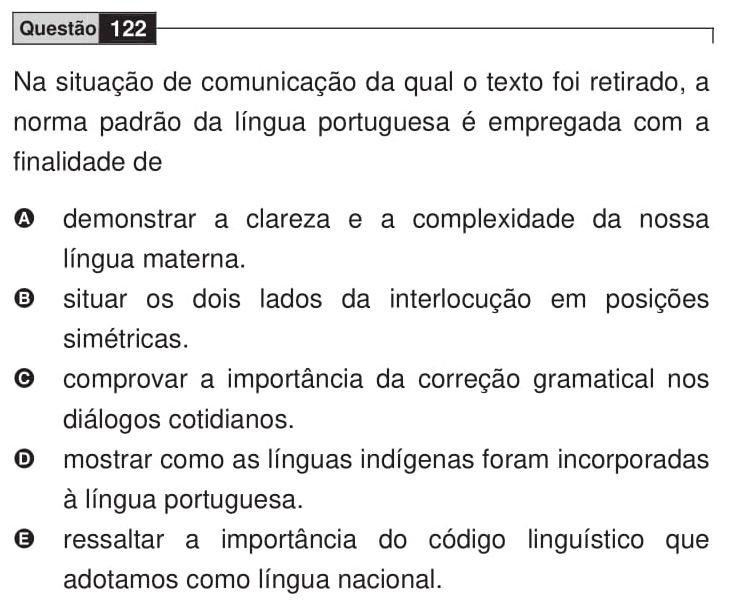 Questão 122
Na situação de comunicação da qual o texto foi retirado, a
norma padrão da língua portuguesa é empregada com a
finalidade de
A demonstrar a clareza e a complexidade da nossa
língua materna.
B situar os dois lados da interlocução em posições
simétricas.
C comprovar a importância da correção gramatical nos
diálogos cotidianos.
D mostrar como as línguas indígenas foram incorporadas
à língua portuguesa.
E ressaltar a importância do código linguístico que
adotamos como língua nacional.